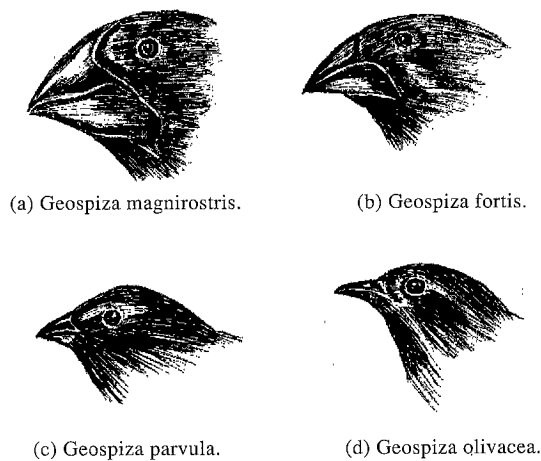 (a) Geospiza magnirostris.
(b) Geospiza fortis.
(c) Geospiza parvula.
(d) Geospiza olivacea.